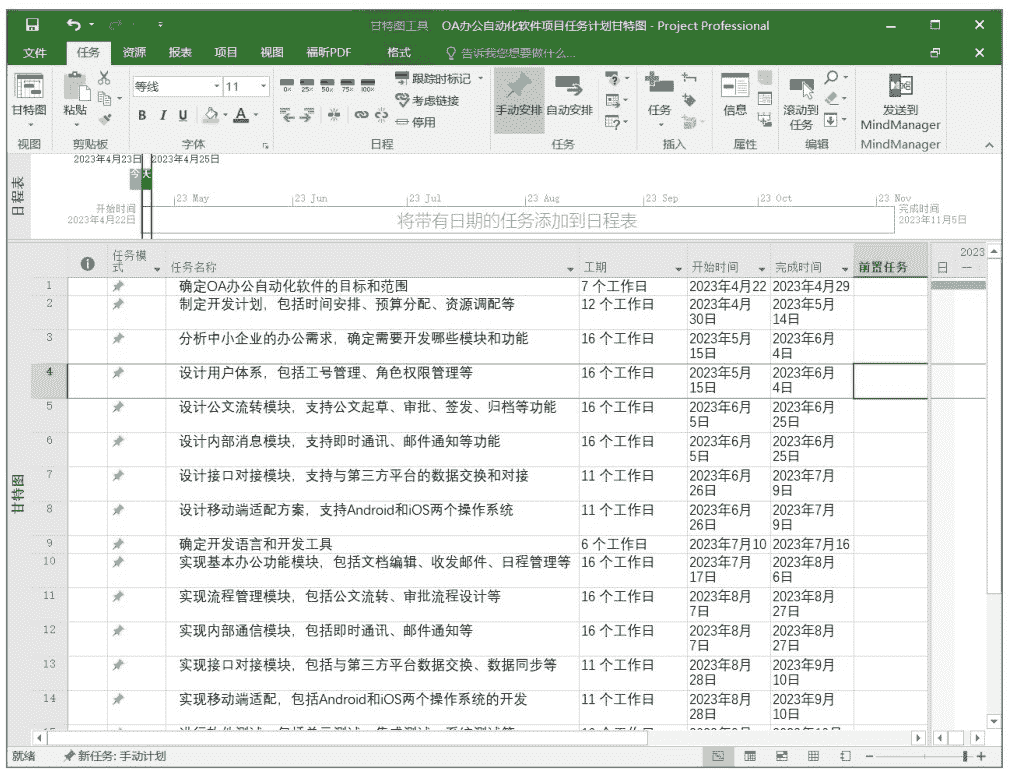 甘特图工具 OA办公自动化软件项目任务计划甘特图 - Project Professional
文件 任务 资源 报表 项目 视图 福昕PDF 格式 告诉我您想要做什么...
甘特图 粘贴 等线 11 0% 25% 50% 75% 100% 跟踪时标记 考虑链接 停用 手动安排 自动安排 任务 信息 滚动到任务 发送到 MindManager
B I U A
视图 剪贴板 字体 日程 任务 插入 属性 编辑 MindManager
2023年4月23日 2023年4月25日
今 天
日程表
23 May 23 Jun 23 Jul 23 Aug 23 Sep 23 Oct 23 Nov
开始时间 将带有日期的任务添加到日程表 完成时间
2023年4月22日 2023年11月5日
任务模式 任务名称 工期 开始时间 完成时间 前置任务 2023
日 一
1 确定OA办公自动化软件的目标和范围 7 个工作日 2023年4月22 2023年4月29
2 制定开发计划，包括时间安排、预算分配、资源调配等 12 个工作日 2023年4月30日 2023年5月14日
3 分析中小企业的办公需求，确定需要开发哪些模块和功能 16 个工作日 2023年5月15日 2023年6月4日
4 设计用户体系，包括工号管理、角色权限管理等 16 个工作日 2023年5月15日 2023年6月4日
5 设计公文流转模块，支持公文起草、审批、签发、归档等功能 16 个工作日 2023年6月5日 2023年6月25日
6 设计内部消息模块，支持即时通讯、邮件通知等功能 16 个工作日 2023年6月5日 2023年6月25日
7 设计接口对接模块，支持与第三方平台的数据交换和对接 11 个工作日 2023年6月26日 2023年7月9日
8 设计移动端适配方案，支持Android和iOS两个操作系统 11 个工作日 2023年6月26日 2023年7月9日
9 确定开发语言和开发工具 6 个工作日 2023年7月10 2023年7月16
10 实现基本办公功能模块，包括文档编辑、收发邮件、日程管理等 16 个工作日 2023年7月17日 2023年8月6日
11 实现流程管理模块，包括公文流转、审批流程设计等 16 个工作日 2023年8月7日 2023年8月27日
12 实现内部通信模块，包括即时通讯、邮件通知等 16 个工作日 2023年8月7日 2023年8月27日
13 实现接口对接模块，包括与第三方平台数据交换、数据同步等 11 个工作日 2023年8月28日 2023年9月10日
14 实现移动端适配，包括Android和iOS两个操作系统的开发 11 个工作日 2023年8月28日 2023年9月10日
甘特图
就绪 新任务: 手动计划